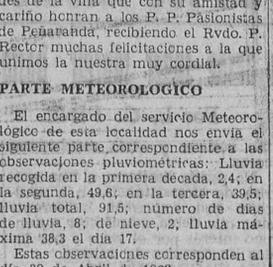 des de la villa que con su amistad y
cariño honran a los P. P. Pasionistas
de Peñaranda, recibiendo el Rvdo. P.
Rector muchas felicitaciones a la que
unimos la nuestra muy cordial.
PARTE METEOROLOGICO
El encargado del servicio Meteoro-
lógico de esta localidad nos envía el
siguiente parte correspondiente a las
observaciones pluviométricas: Lluvia
recogida en la primera década, 2,4; en
la segunda, 49,6; en la tercera, 39,5;
lluvia total, 91,5; número de días
de lluvia, 8; de nieve, 2; lluvia má-
xima 38,3 el día 17.
Estas observaciones corresponden al